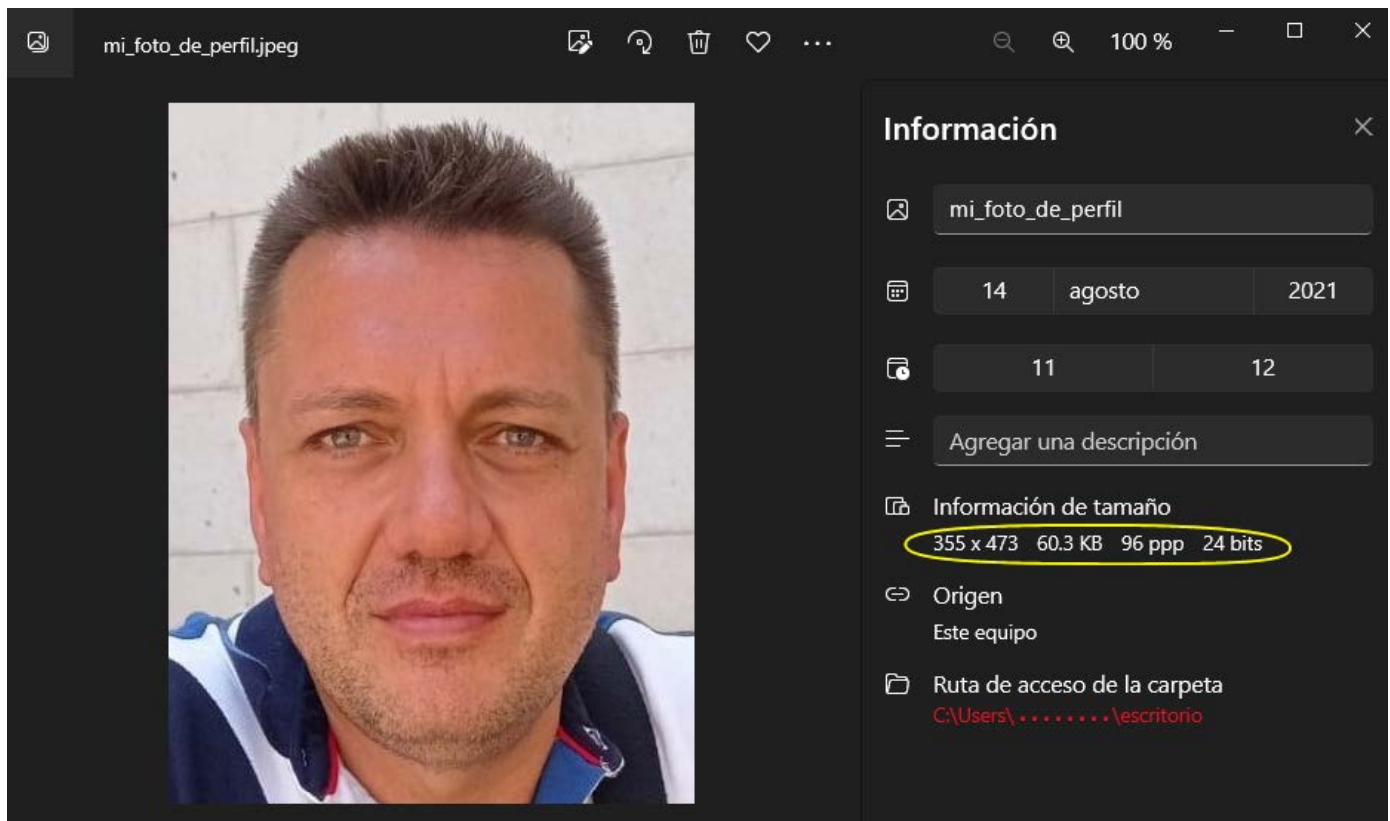 mi_foto_de_perfil.jpeg
100 %
Información
mi_foto_de_perfil
14 agosto 2021
11 12
Agregar una descripción
Información de tamaño
355 x 473 60.3 KB 96 ppp 24 bits
Origen
Este equipo
Ruta de acceso de la carpeta
C:\Users\ ........ \escritorio